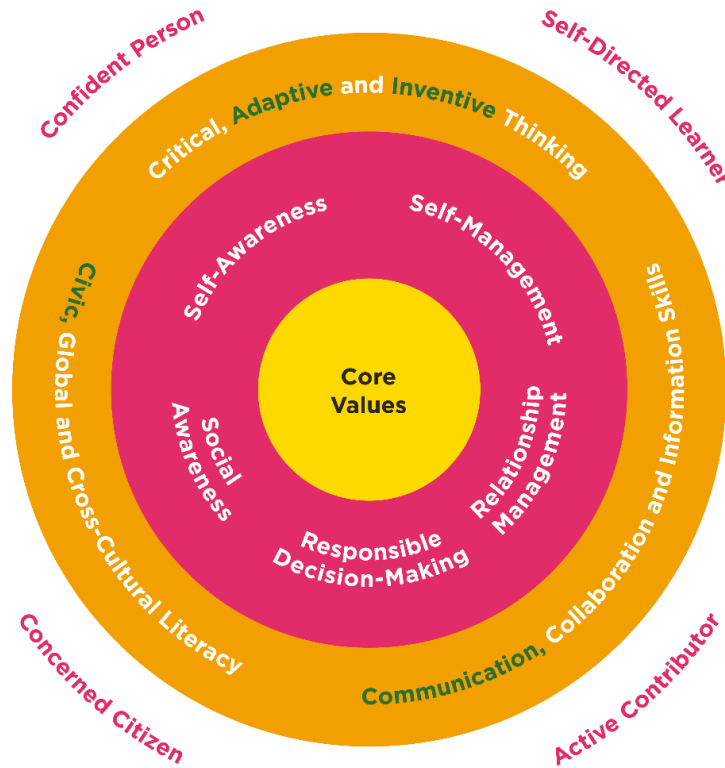 Confident Person
Self-Directed Learner
Critical, Adaptive and Inventive Thinking
Self-Awareness
Self-Management
Civic, Global and Cross-Cultural Literacy
Communication, Collaboration and Information Skills
Core
Values
Social
Awareness
Relationship
Management
Responsible
Decision-Making
Concerned Citizen
Active Contributor